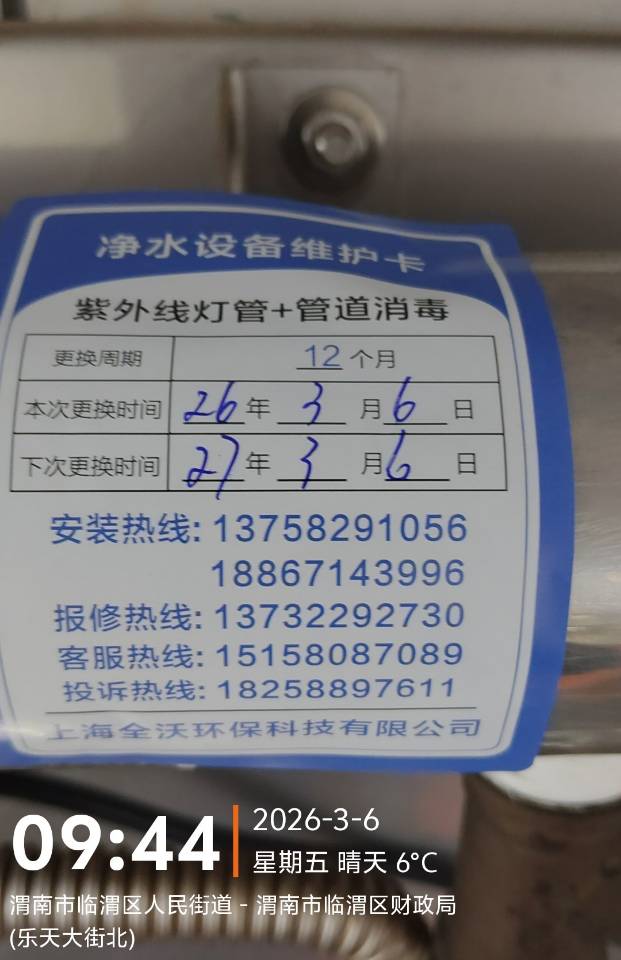 净水设备维护卡
紫外线灯管+管道消毒
更换周期 12 个月
本次更换时间 26 年 3 月 6 日
下次更换时间 27 年 3 月 6 日
安装热线: 13758291056
18867143996
报修热线: 13732292730
客服热线: 15158087089
投诉热线: 18258897611
上海全沃环保科技有限公司
09:44
2026-3-6
星期五 晴天 6°C
渭南市临渭区人民街道 - 渭南市临渭区财政局
(乐天大街北)